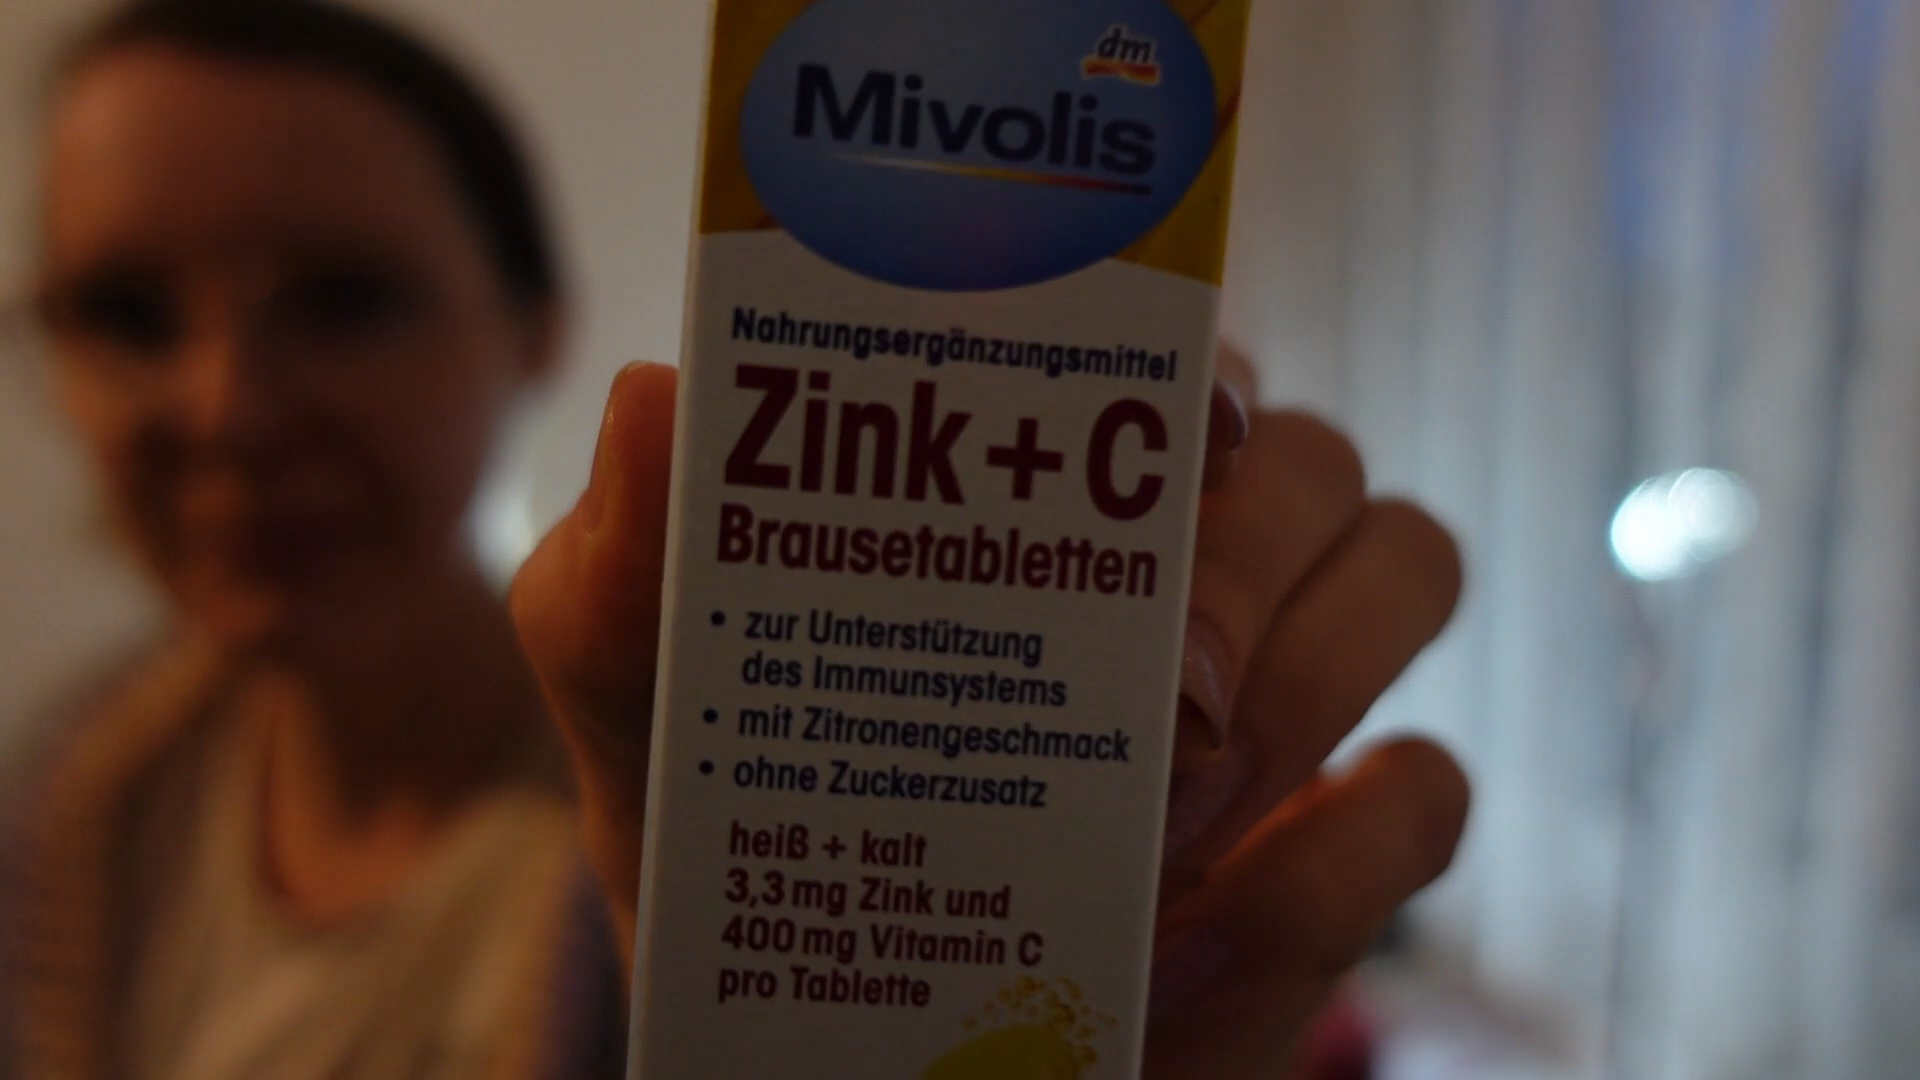 dm
Mivolis
Nahrungsergänzungsmittel
Zink + C
Brausetabletten
• zur Unterstützung
des Immunsystems
• mit Zitronengeschmack
• ohne Zuckerzusatz
heiß + kalt
3,3 mg Zink und
400 mg Vitamin C
pro Tablette